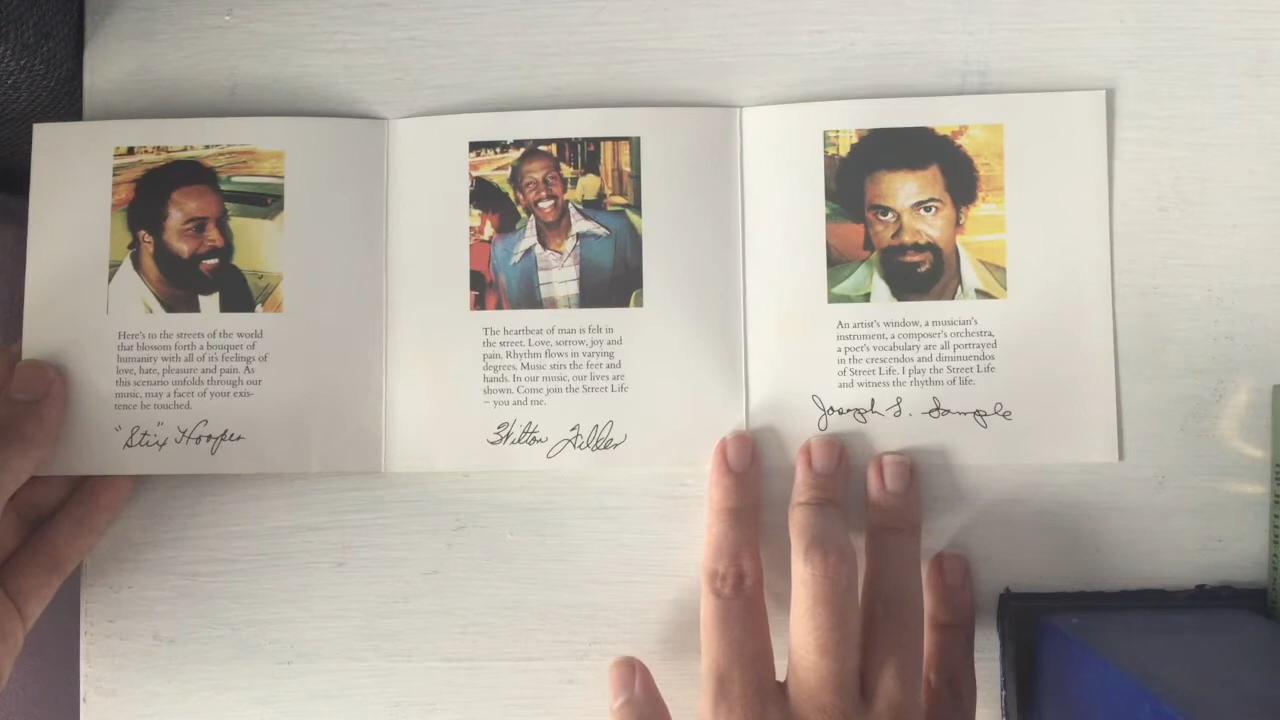 Here's to the streets of the world
that blossom forth a bouquet of
humanity with all of it's feelings of
love, hate, pleasure and pain. As
this scenario unfolds through our
music, may a facet of your exis-
tence be touched.
"Stix" Hooper
The heartbeat of man is felt in
the street. Love, sorrow, joy and
pain. Rhythm flows in varying
degrees. Music stirs the feet and
hands. In our music, our lives are
shown. Come join the Street Life
– you and me.
Wilton Felder
An artist's window, a musician's
instrument, a composer's orchestra,
a poet's vocabulary are all portrayed
in the crescendos and diminuendos
of Street Life. I play the Street Life
and witness the rhythm of life.
Joseph L. Sample